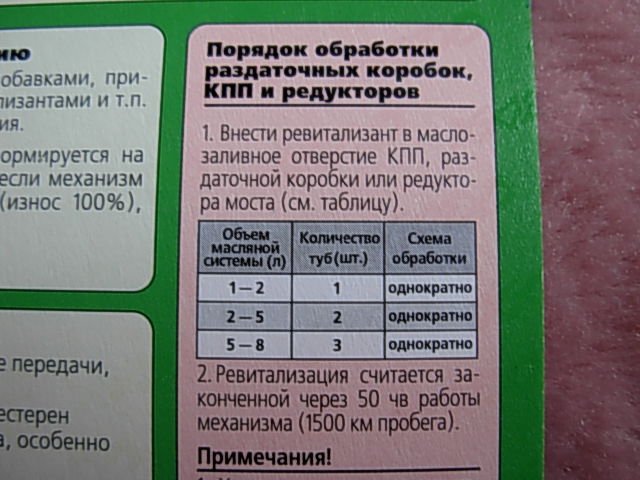 ию
обавками, при-
лизантами и т.п.
ия.
ормируется на
если механизм
(износ 100%),
е передачи,
естерен
а, особенно
Порядок обработки
раздаточных коробок,
КПП и редукторов
1. Внести ревитализант в масло-
заливное отверстие КПП, раз-
даточной коробки или редукто-
ра моста (см. таблицу).
Объем масляной системы (л) Количество туб (шт.) Схема обработки
1 – 2 1 однократно
2 – 5 2 однократно
5 – 8 3 однократно
2. Ревитализация считается за-
конченной через 50 чв работы
механизма (1500 км пробега).
Примечания!